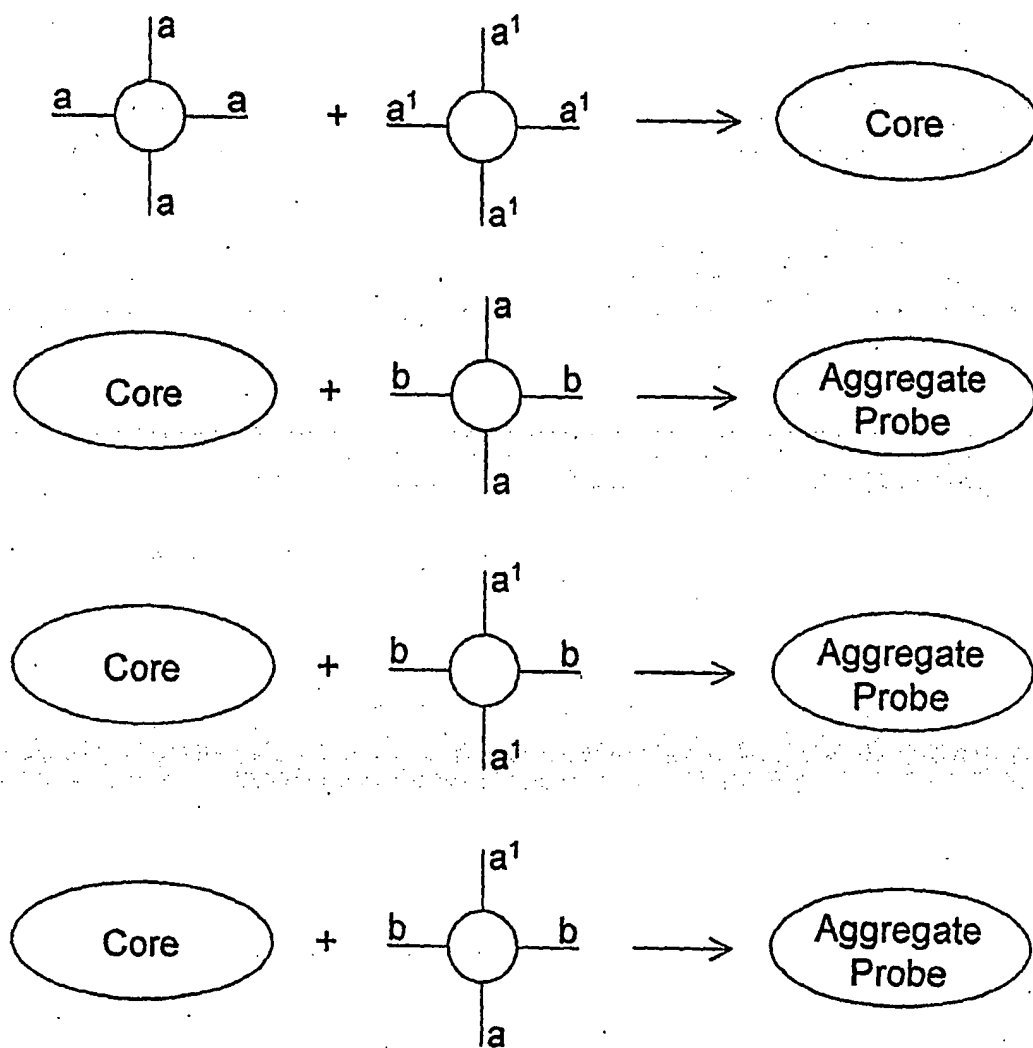 a a¹
a a + a¹ a¹ Core
a a¹
a
Core + b b Aggregate
Probe
a
a¹
Core + b b Aggregate
Probe
a¹
a¹
Core + b b Aggregate
Probe
a